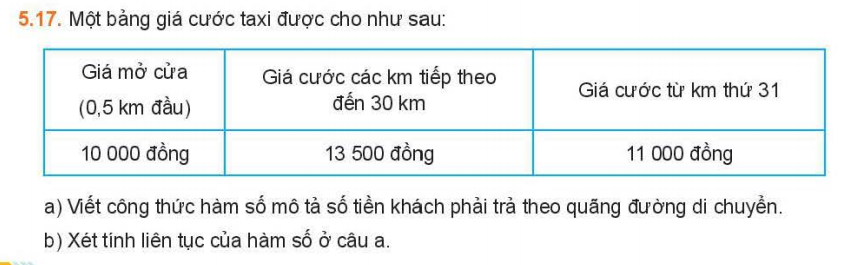 5.17. Một bảng giá cước taxi được cho như sau:
Giá mở cửa
(0,5 km đầu)
Giá cước các km tiếp theo
đến 30 km
Giá cước từ km thứ 31
10 000 đồng
13 500 đồng
11 000 đồng
a) Viết công thức hàm số mô tả số tiền khách phải trả theo quãng đường di chuyển.
b) Xét tính liên tục của hàm số ở câu a.